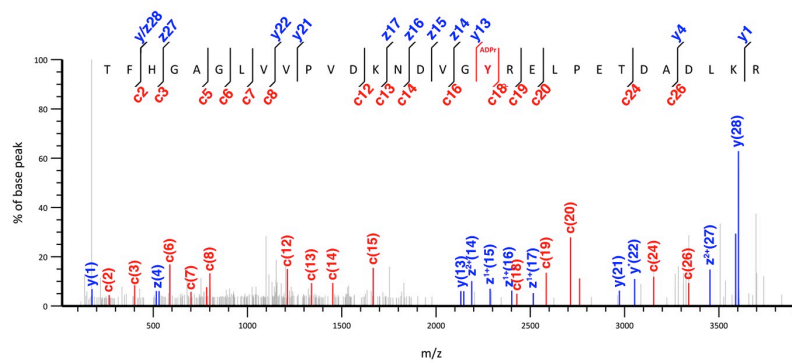 y/z28 z27 y22 y21 z17 z16 z15 z14 y13 y4 y1
ADPr
T F H G A G L V V P V D K N D V G Y R E L P E T D A D L K R
c2 c3 c5 c6 c7 c8 c12 c13 c14 c16 c18 c19 c20 c24 c26
% of base peak
100
80
60
40
20
0
y(1) c(2) c(3) z(4) c(6) c(7) c(8) c(12) c(13) c(14) c(15) y(13) z²⁺(14) z¹⁺(15) z¹⁺(16) c(18) z¹⁺(17) c(19) c(20) y(21) y*(22) c(24) c(26) z²⁺(27) y(28)
500 1000 1500 2000 2500 3000 3500
m/z